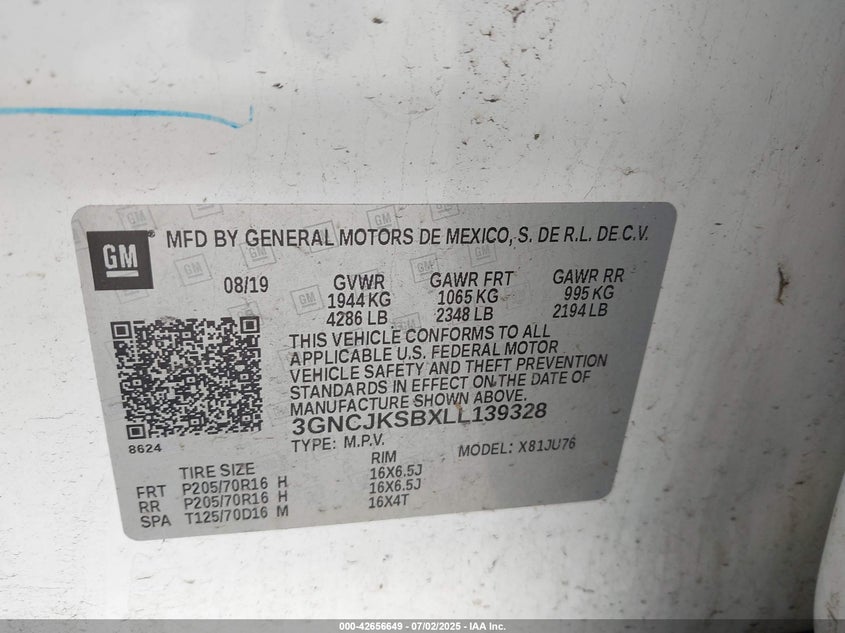 GM
MFD BY GENERAL MOTORS DE MEXICO, S. DE R.L. DE C.V.
08/19 GVWR GAWR FRT GAWR RR
1944 KG 1065 KG 995 KG
4286 LB 2348 LB 2194 LB
THIS VEHICLE CONFORMS TO ALL
APPLICABLE U.S. FEDERAL MOTOR
VEHICLE SAFETY AND THEFT PREVENTION
STANDARDS IN EFFECT ON THE DATE OF
MANUFACTURE SHOWN ABOVE.
3GNCJKSBXLL139328
8624
TYPE: M.P.V. MODEL: X81JU76
TIRE SIZE RIM
FRT P205/70R16 H 16X6.5J
RR P205/70R16 H 16X6.5J
SPA T125/70D16 M 16X4T
000-42656649 - 07/02/2025 - IAA Inc.